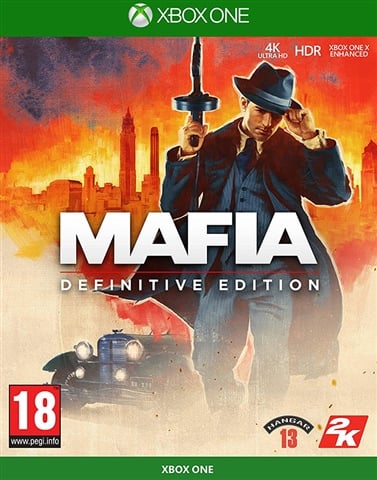 XBOX ONE
4K
ULTRA HD
HDR
XBOX ONE X
ENHANCED
MAFIA
DEFINITIVE EDITION
18
www.pegi.info
HANGAR
13
2K
XBOX ONE